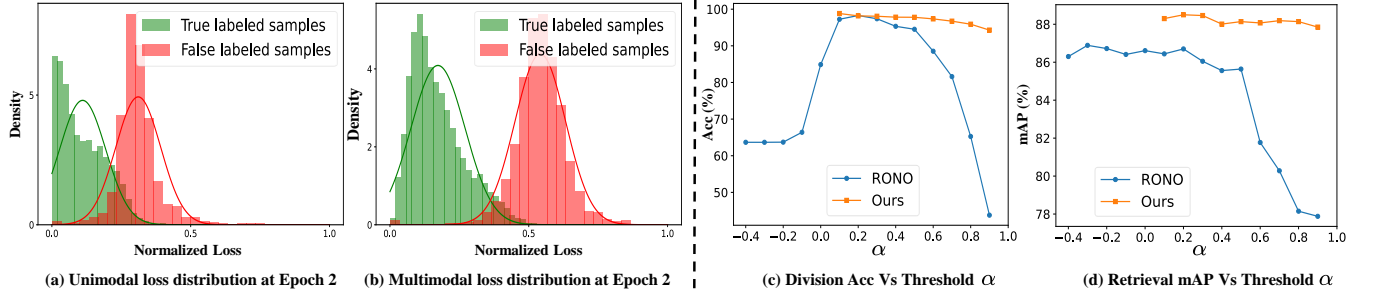 True labeled samples
False labeled samples
Density
5
0
0.0
0.5
1.0
Normalized Loss
(a) Unimodal loss distribution at Epoch 2
True labeled samples
False labeled samples
Density
4
2
0
0.0
0.5
1.0
Normalized Loss
(b) Multimodal loss distribution at Epoch 2
100
90
80
70
60
50
Acc (%)
RONO
Ours
−0.4 −0.2 0.0 0.2 0.4 0.6 0.8 1.0
α
(c) Division Acc Vs Threshold α
88
86
84
82
80
78
mAP (%)
RONO
Ours
−0.4 −0.2 0.0 0.2 0.4 0.6 0.8 1.0
α
(d) Retrieval mAP Vs Threshold α